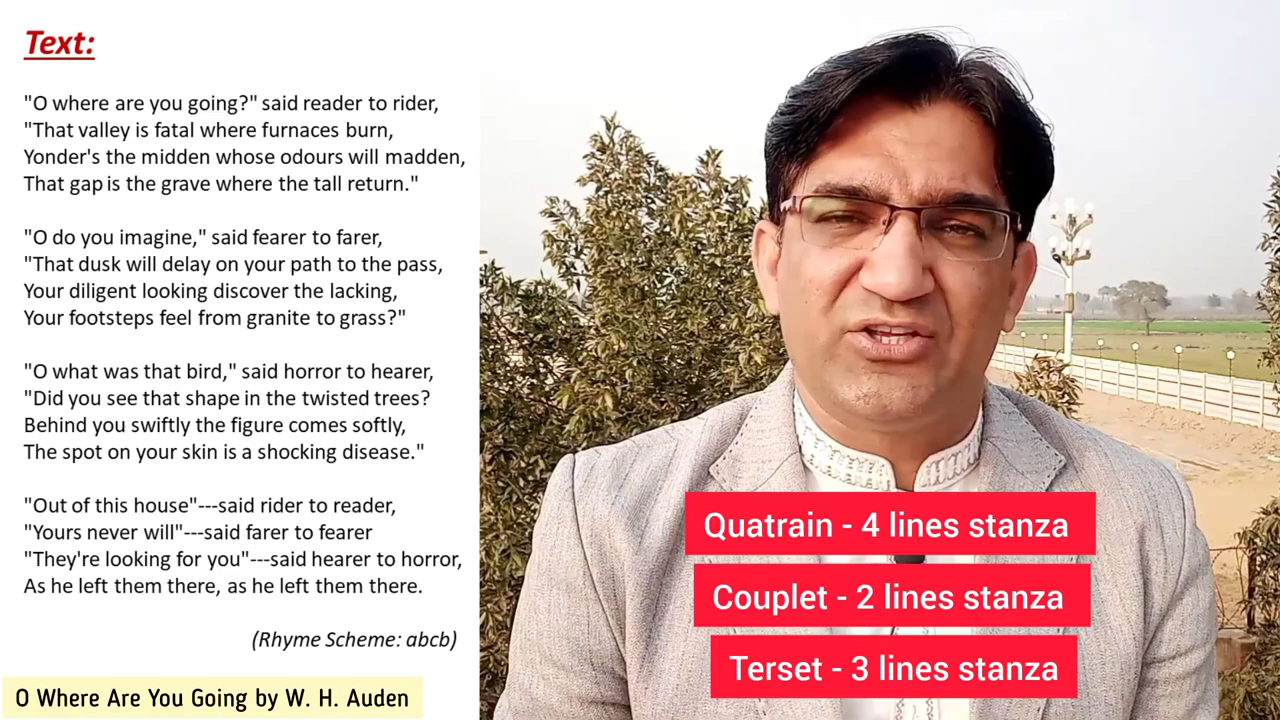 Text:
"O where are you going?" said reader to rider,
"That valley is fatal where furnaces burn,
Yonder's the midden whose odours will madden,
That gap is the grave where the tall return."
"O do you imagine," said fearer to farer,
"That dusk will delay on your path to the pass,
Your diligent looking discover the lacking,
Your footsteps feel from granite to grass?"
"O what was that bird," said horror to hearer,
"Did you see that shape in the twisted trees?
Behind you swiftly the figure comes softly,
The spot on your skin is a shocking disease."
"Out of this house"---said rider to reader,
"Yours never will"---said farer to fearer
"They're looking for you"---said hearer to horror,
As he left them there, as he left them there.
(Rhyme Scheme: abcb)
O Where Are You Going by W. H. Auden
Quatrain - 4 lines stanza
Couplet - 2 lines stanza
Terset - 3 lines stanza